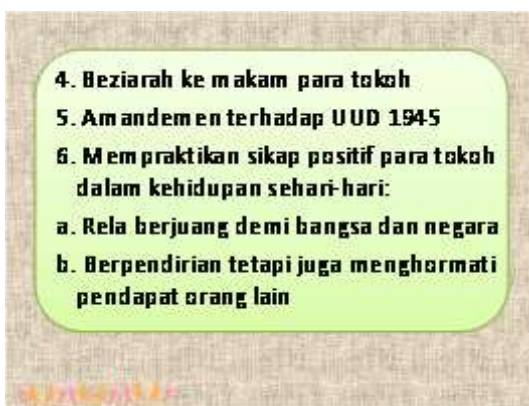 4. Beziarah ke makam para tokoh
5. Amandemen terhadap UUD 1945
6. Mempraktikan sikap positif para tokoh
dalam kehidupan sehari-hari:
a. Rela berjuang demi bangsa dan negara
b. Berpendirian tetapi juga menghormati
pendapat orang lain